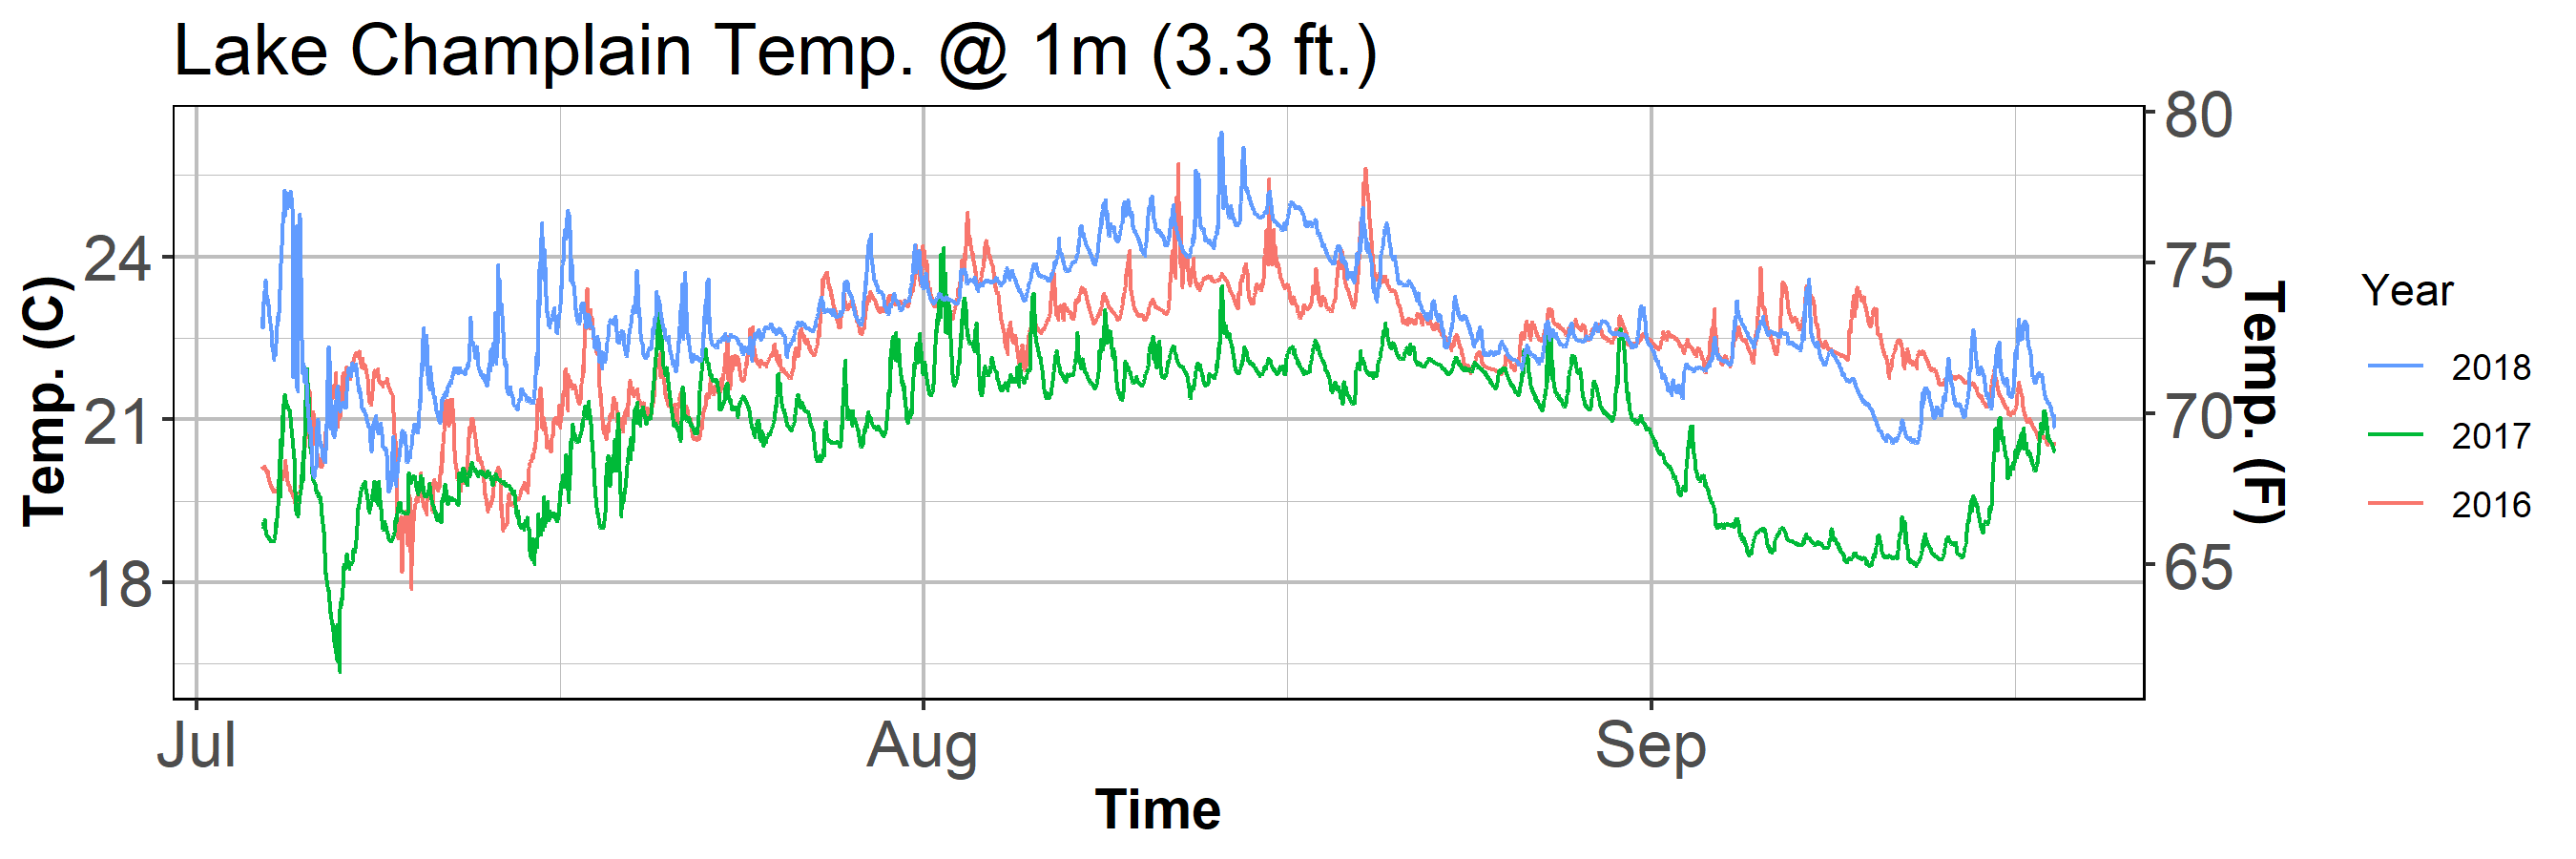 Lake Champlain Temp. @ 1m (3.3 ft.)
Temp. (C)
24
21
18
80
75
70
65
Temp. (F)
Jul
Aug
Sep
Time
Year
2018
2017
2016